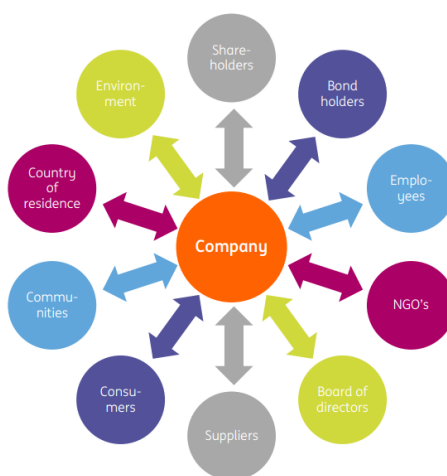 Share-
holders
Bond
holders
Emplo-
yees
NGO's
Board of
directors
Suppliers
Consu-
mers
Commu-
nities
Country
of
residence
Environ-
ment
Company